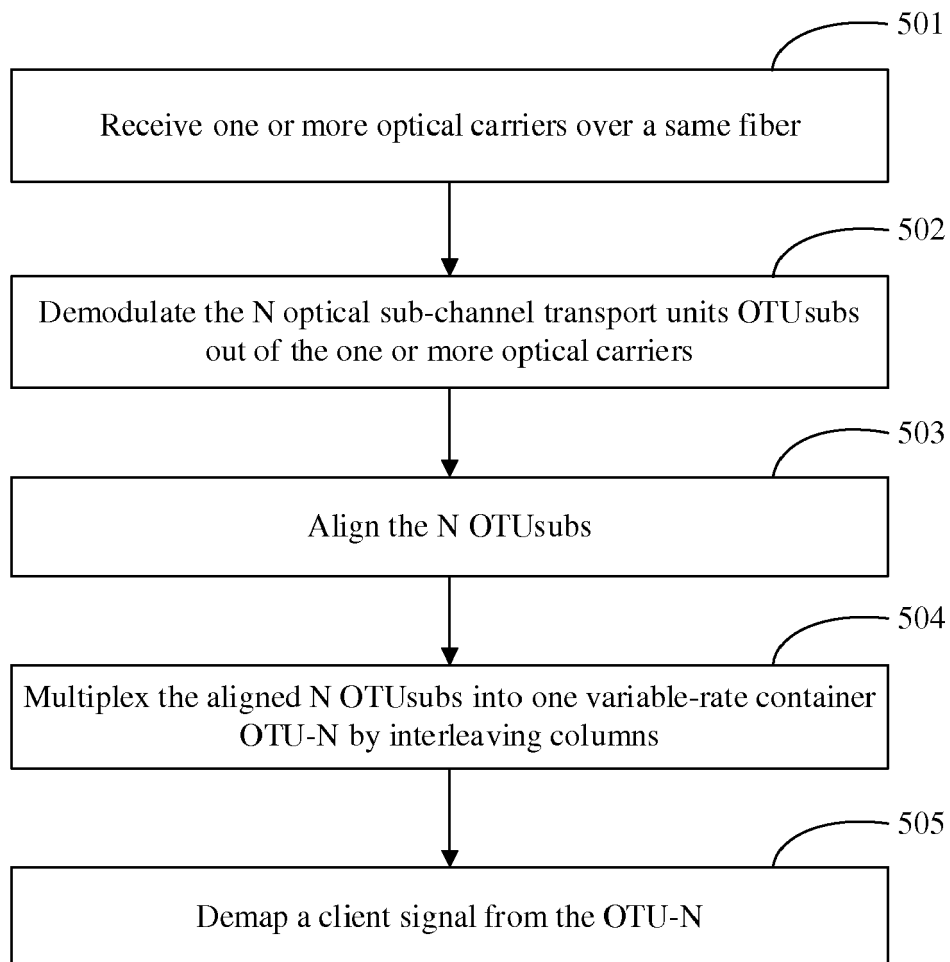 501
Receive one or more optical carriers over a same fiber
502
Demodulate the N optical sub-channel transport units OTUsubs
out of the one or more optical carriers
503
Align the N OTUsubs
504
Multiplex the aligned N OTUsubs into one variable-rate container
OTU-N by interleaving columns
505
Demap a client signal from the OTU-N